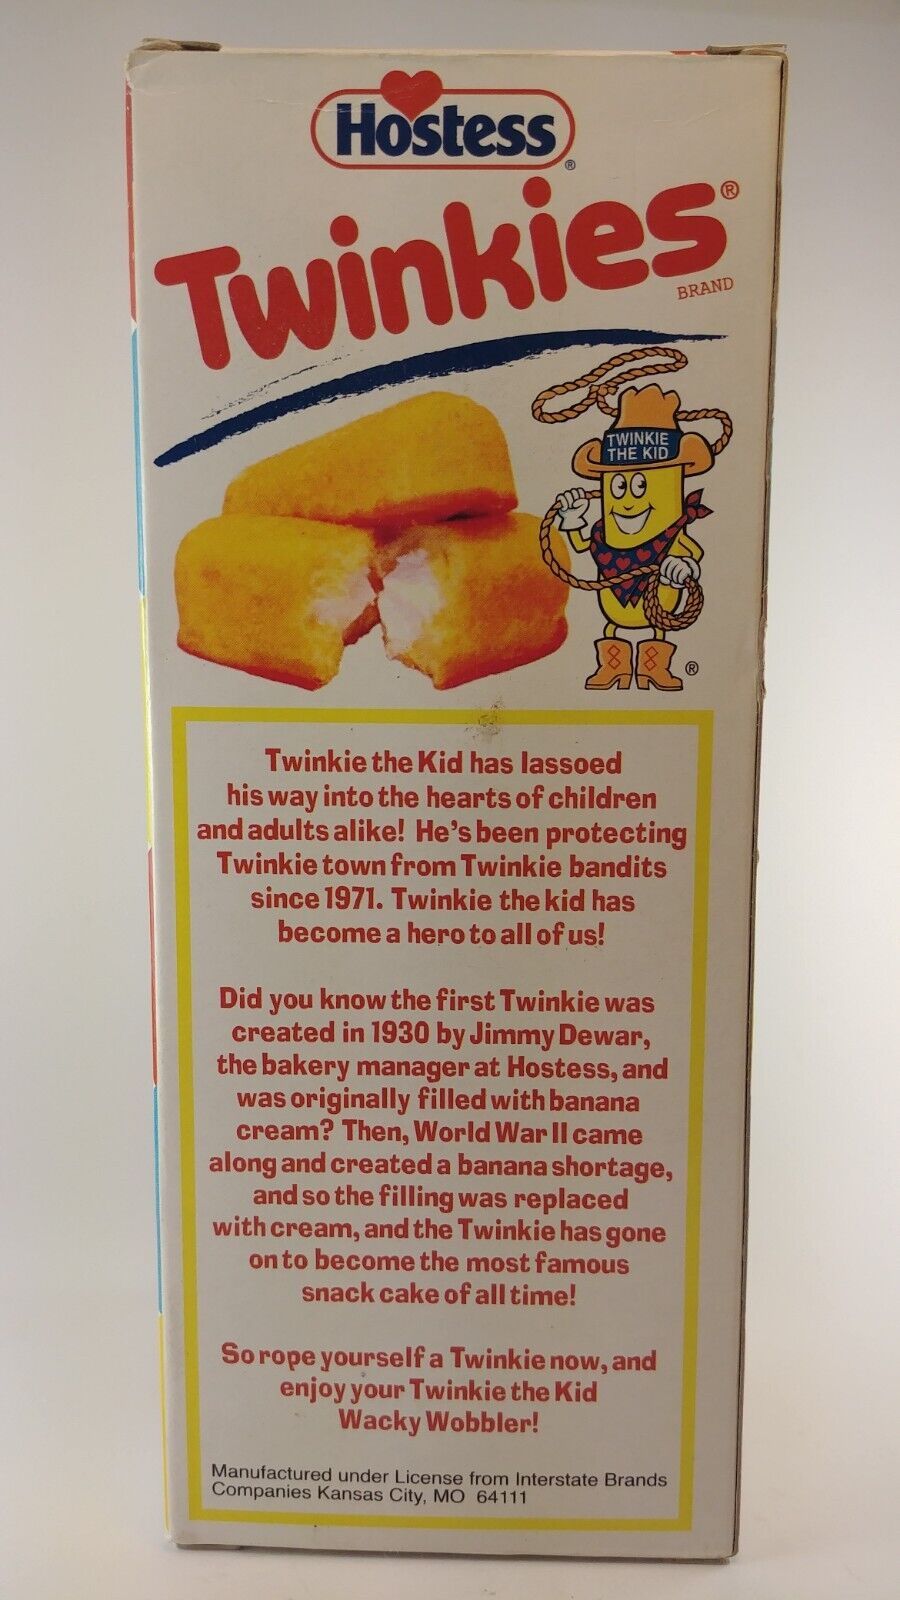 Hostess®
Twinkies®
BRAND
TWINKIE
THE KID
®
Twinkie the Kid has lassoed
his way into the hearts of children
and adults alike! He's been protecting
Twinkie town from Twinkie bandits
since 1971. Twinkie the kid has
become a hero to all of us!
Did you know the first Twinkie was
created in 1930 by Jimmy Dewar,
the bakery manager at Hostess, and
was originally filled with banana
cream? Then, World War II came
along and created a banana shortage,
and so the filling was replaced
with cream, and the Twinkie has gone
on to become the most famous
snack cake of all time!
So rope yourself a Twinkie now, and
enjoy your Twinkie the Kid
Wacky Wobbler!
Manufactured under License from Interstate Brands
Companies Kansas City, MO 64111